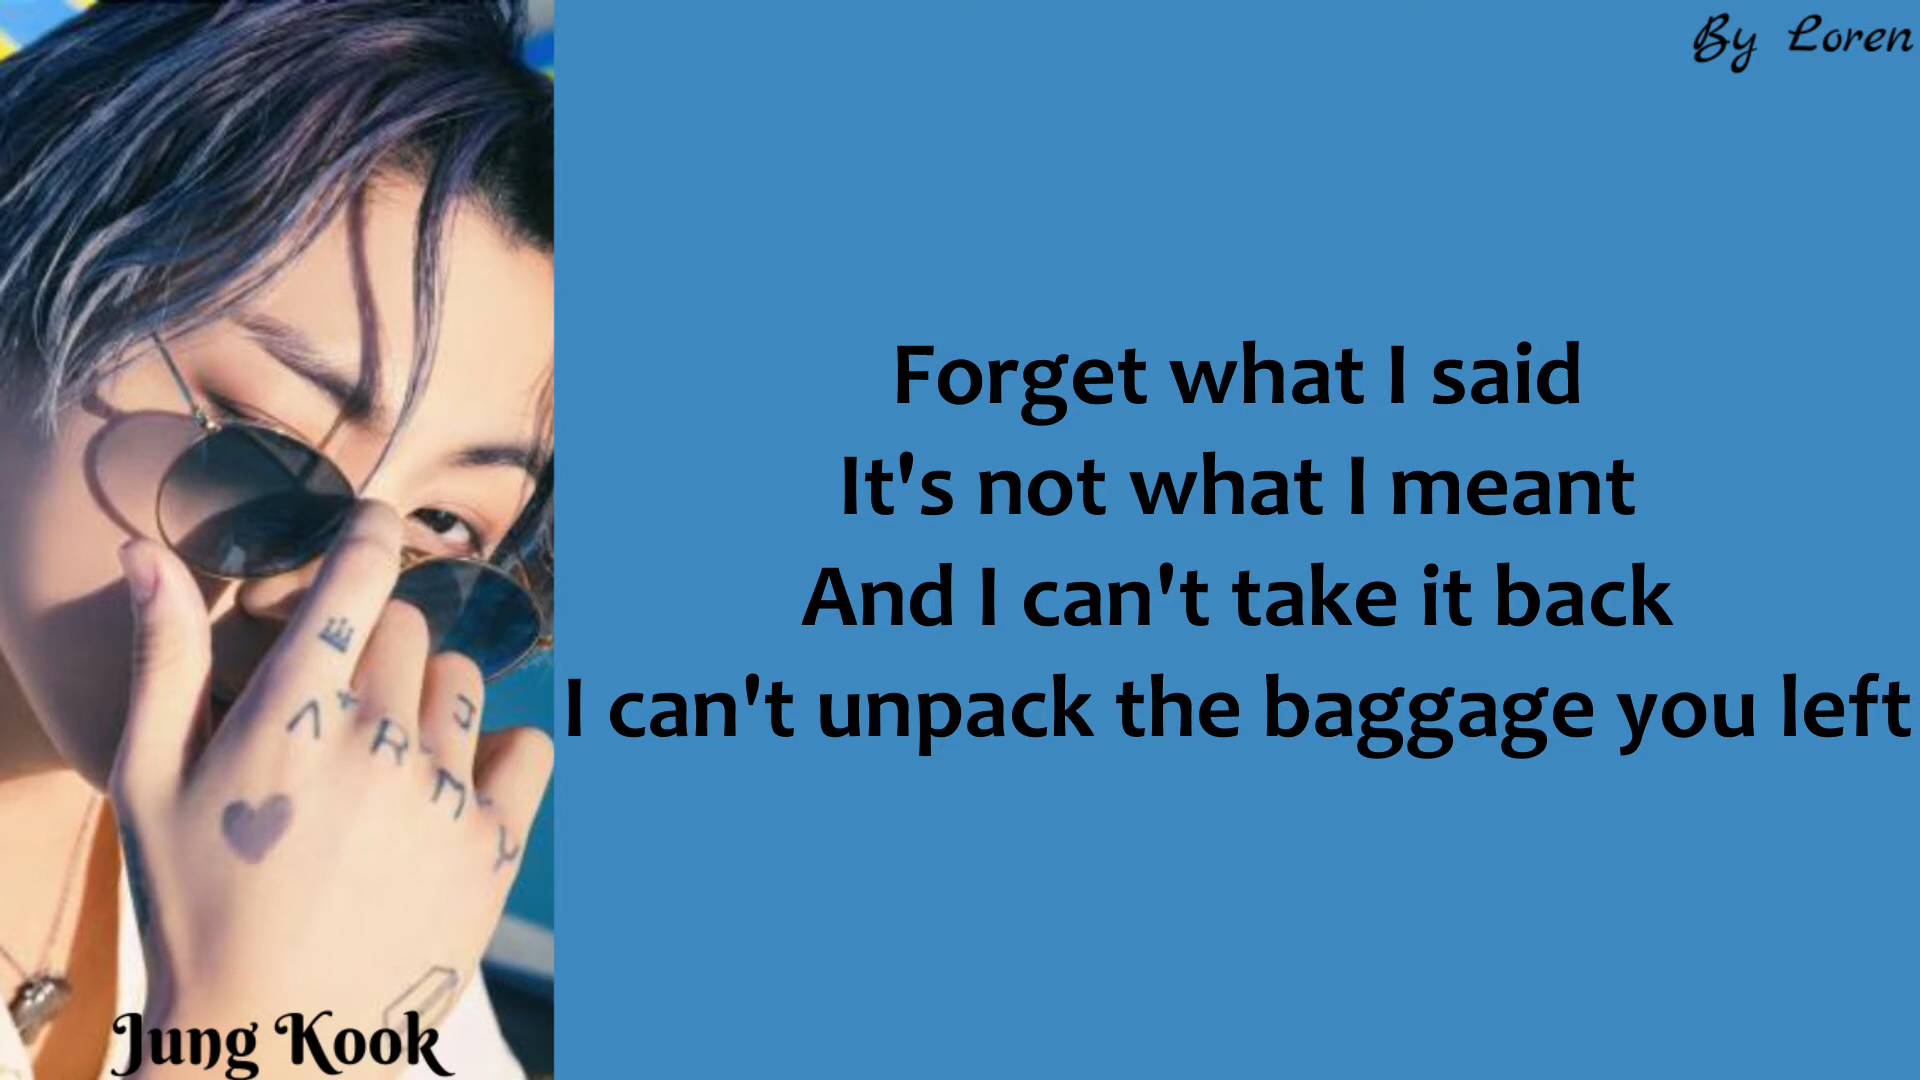 By Loren
Forget what I said
It's not what I meant
And I can't take it back
I can't unpack the baggage you left
E
A R M Y
Jung Kook